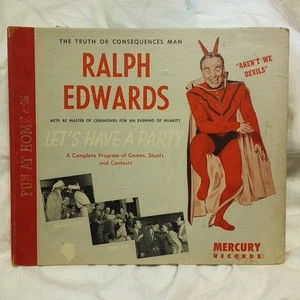 THE TRUTH OR CONSEQUENCES MAN
RALPH
EDWARDS
"AREN'T WE
DEVILS"
ACTS AS MASTER OF CEREMONIES FOR AN EVENING OF HILARITY
LET'S HAVE A PARTY
A Complete Program of Games, Stunts
and Contests
FUN AT HOME with
MERCURY
RECORDS